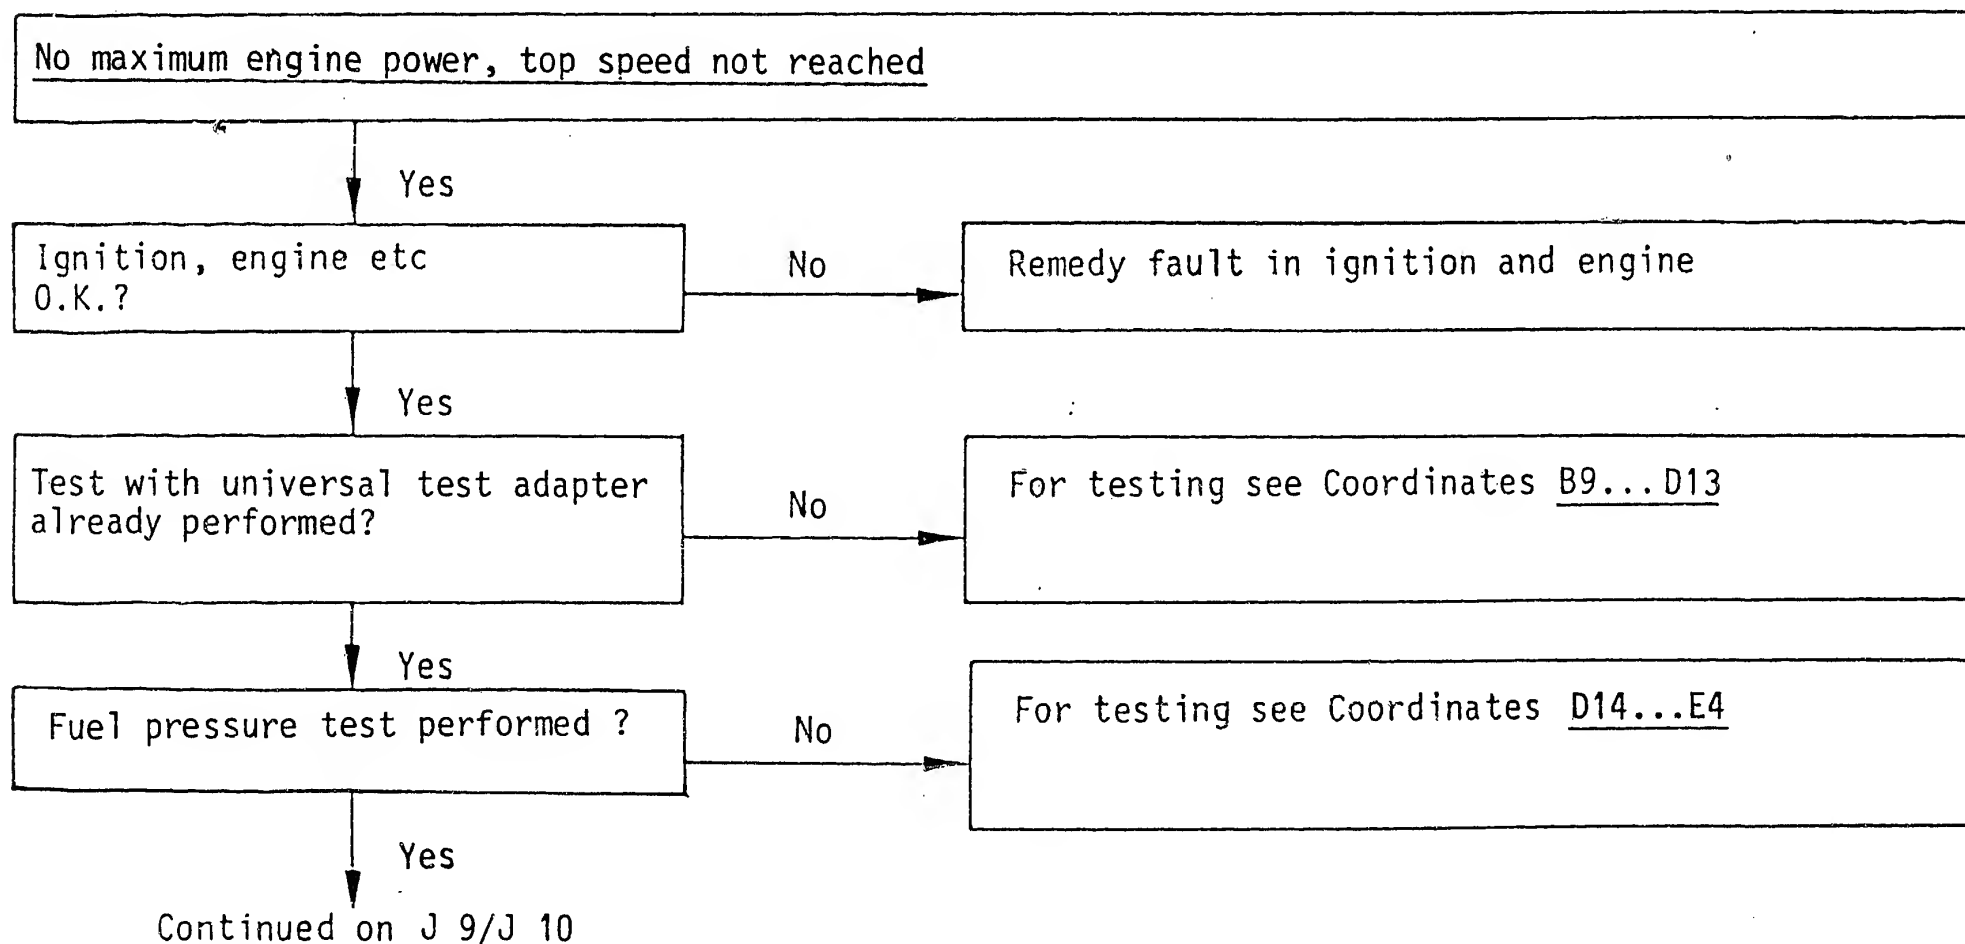 No maximum engine power, top speed not reached
Yes
Ignition, engine etc
O.K.?
No
Remedy fault in ignition and engine
Yes
Test with universal test adapter
already performed?
No
For testing see Coordinates B9...D13
Yes
Fuel pressure test performed ?
No
For testing see Coordinates D14...E4
Yes
Continued on J 9/J 10